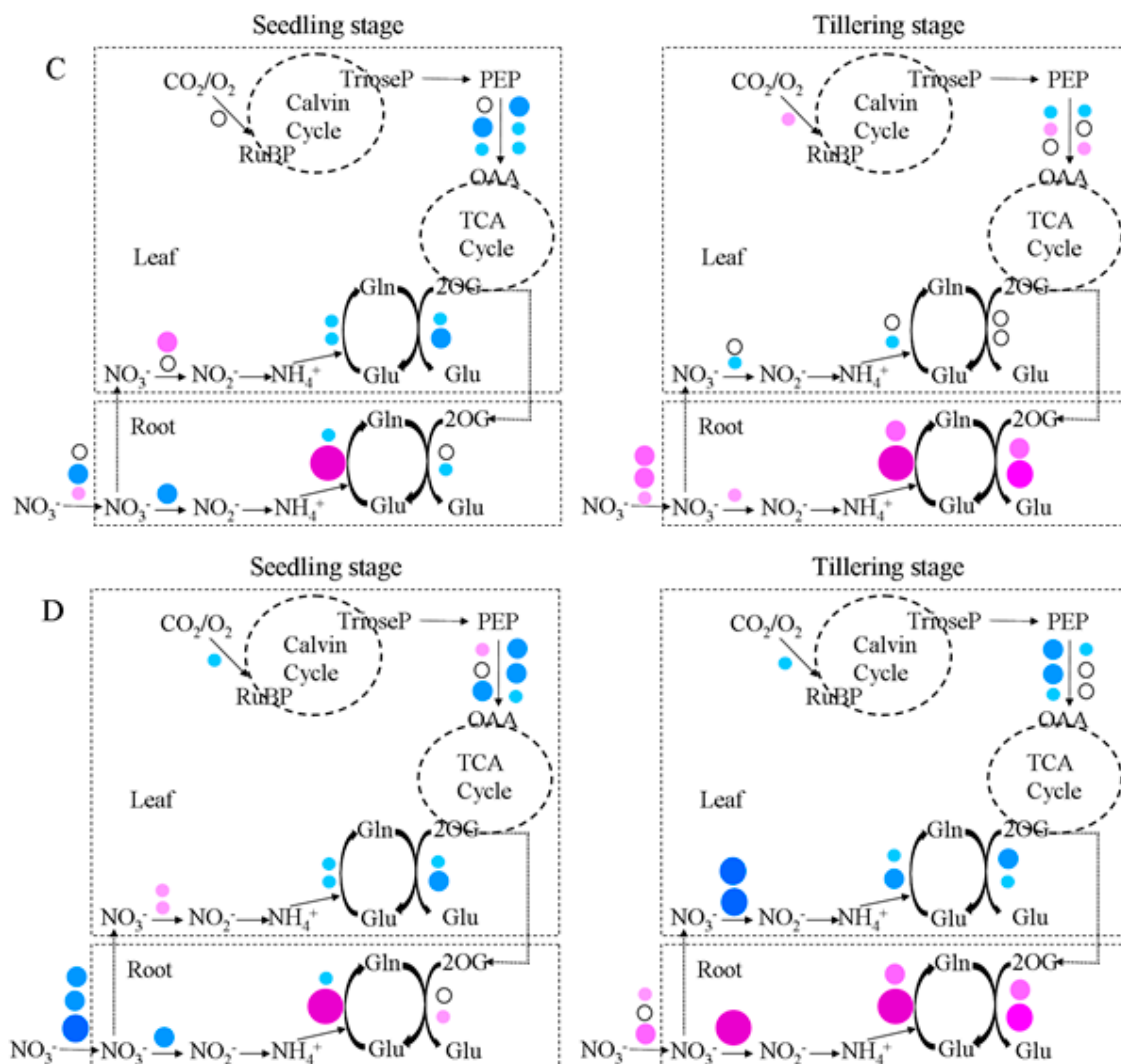 Seedling stage
Tillering stage
C
CO₂/O₂
TrioseP
PEP
Calvin
Cycle
RuBP
OAA
TCA
Cycle
Leaf
Gln
2OG
NO₃⁻
NO₂⁻
NH₄⁺
Glu
Glu
Root
Gln
2OG
NO₃⁻
NO₃⁻
NO₂⁻
NH₄⁺
Glu
Glu
CO₂/O₂
TrioseP
PEP
Calvin
Cycle
RuBP
OAA
TCA
Cycle
Leaf
Gln
2OG
NO₃⁻
NO₂⁻
NH₄⁺
Glu
Glu
Root
Gln
2OG
NO₃⁻
NO₃⁻
NO₂⁻
NH₄⁺
Glu
Glu
Seedling stage
Tillering stage
D
CO₂/O₂
TrioseP
PEP
Calvin
Cycle
RuBP
OAA
TCA
Cycle
Leaf
Gln
2OG
NO₃⁻
NO₂⁻
NH₄⁺
Glu
Glu
Root
Gln
2OG
NO₃⁻
NO₃⁻
NO₂⁻
NH₄⁺
Glu
Glu
CO₂/O₂
TrioseP
PEP
Calvin
Cycle
RuBP
OAA
TCA
Cycle
Leaf
Gln
2OG
NO₃⁻
NO₂⁻
NH₄⁺
Glu
Glu
Root
Gln
2OG
NO₃⁻
NO₃⁻
NO₂⁻
NH₄⁺
Glu
Glu